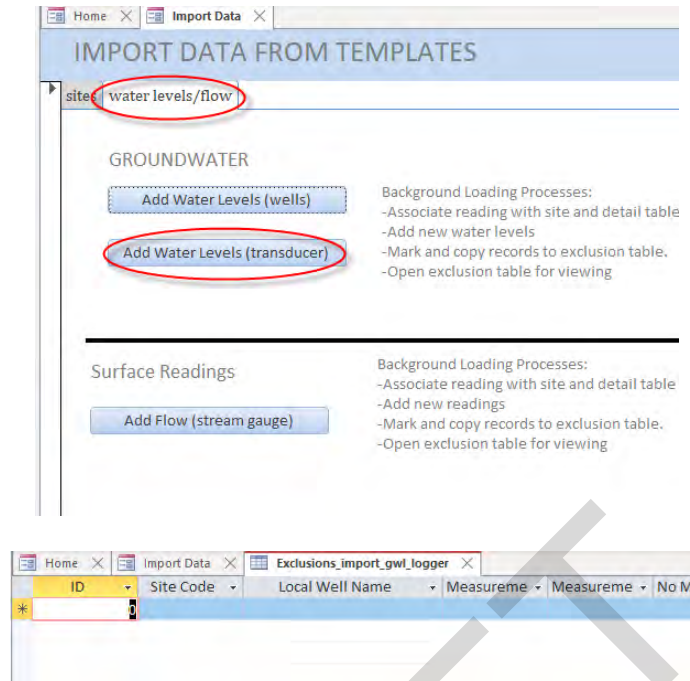 Home Import Data
IMPORT DATA FROM TEMPLATES
sites water levels/flow
GROUNDWATER
Add Water Levels (wells)
Background Loading Processes:
-Associate reading with site and detail table
-Add new water levels
-Mark and copy records to exclusion table.
-Open exclusion table for viewing
Add Water Levels (transducer)
Surface Readings
Background Loading Processes:
-Associate reading with site and detail table
-Add new readings
-Mark and copy records to exclusion table.
-Open exclusion table for viewing
Add Flow (stream gauge)
Home Import Data Exclusions_import_gwl_logger
ID Site Code Local Well Name Measureme Measureme No M
0